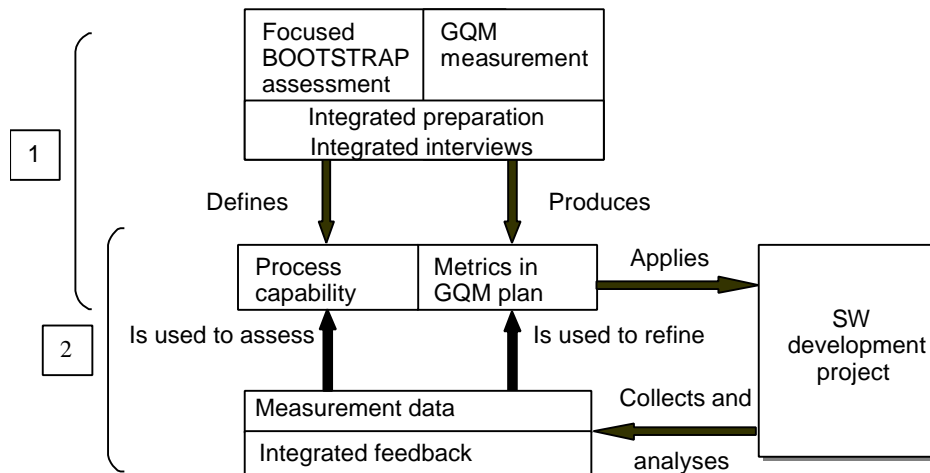 Focused
BOOTSTRAP
assessment
GQM
measurement
Integrated preparation
Integrated interviews
1
Defines
Produces
Process
capability
Metrics in
GQM plan
Applies
SW
development
project
2
Is used to assess
Is used to refine
Measurement data
Integrated feedback
Collects and
analyses